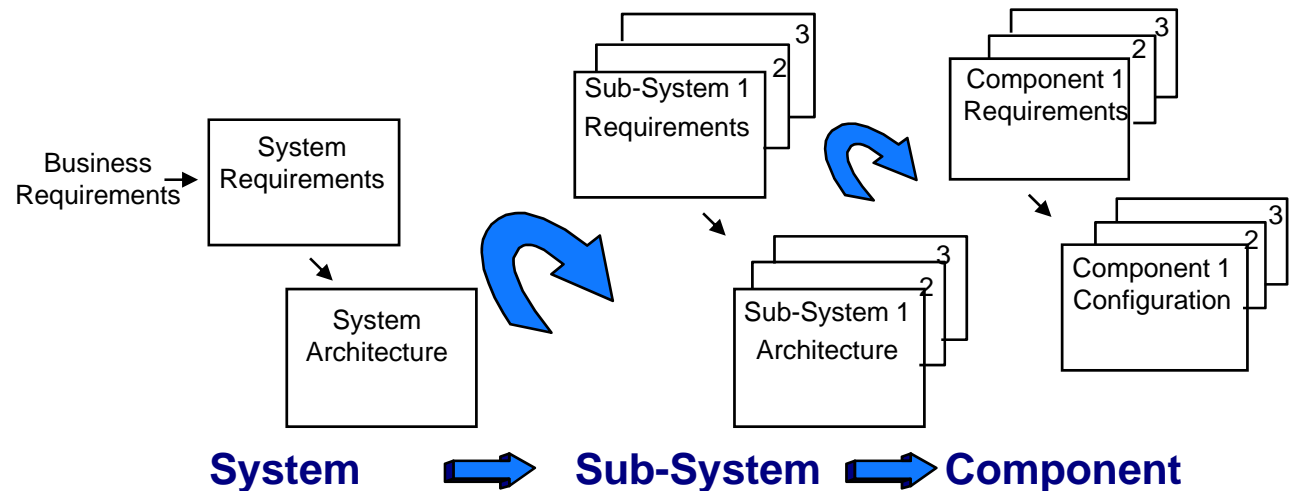 Business
Requirements
System
Requirements
System
Architecture
3
2
Sub-System 1
Requirements
3
2
Sub-System 1
Architecture
3
2
Component 1
Requirements
3
2
Component 1
Configuration
System
Sub-System
Component